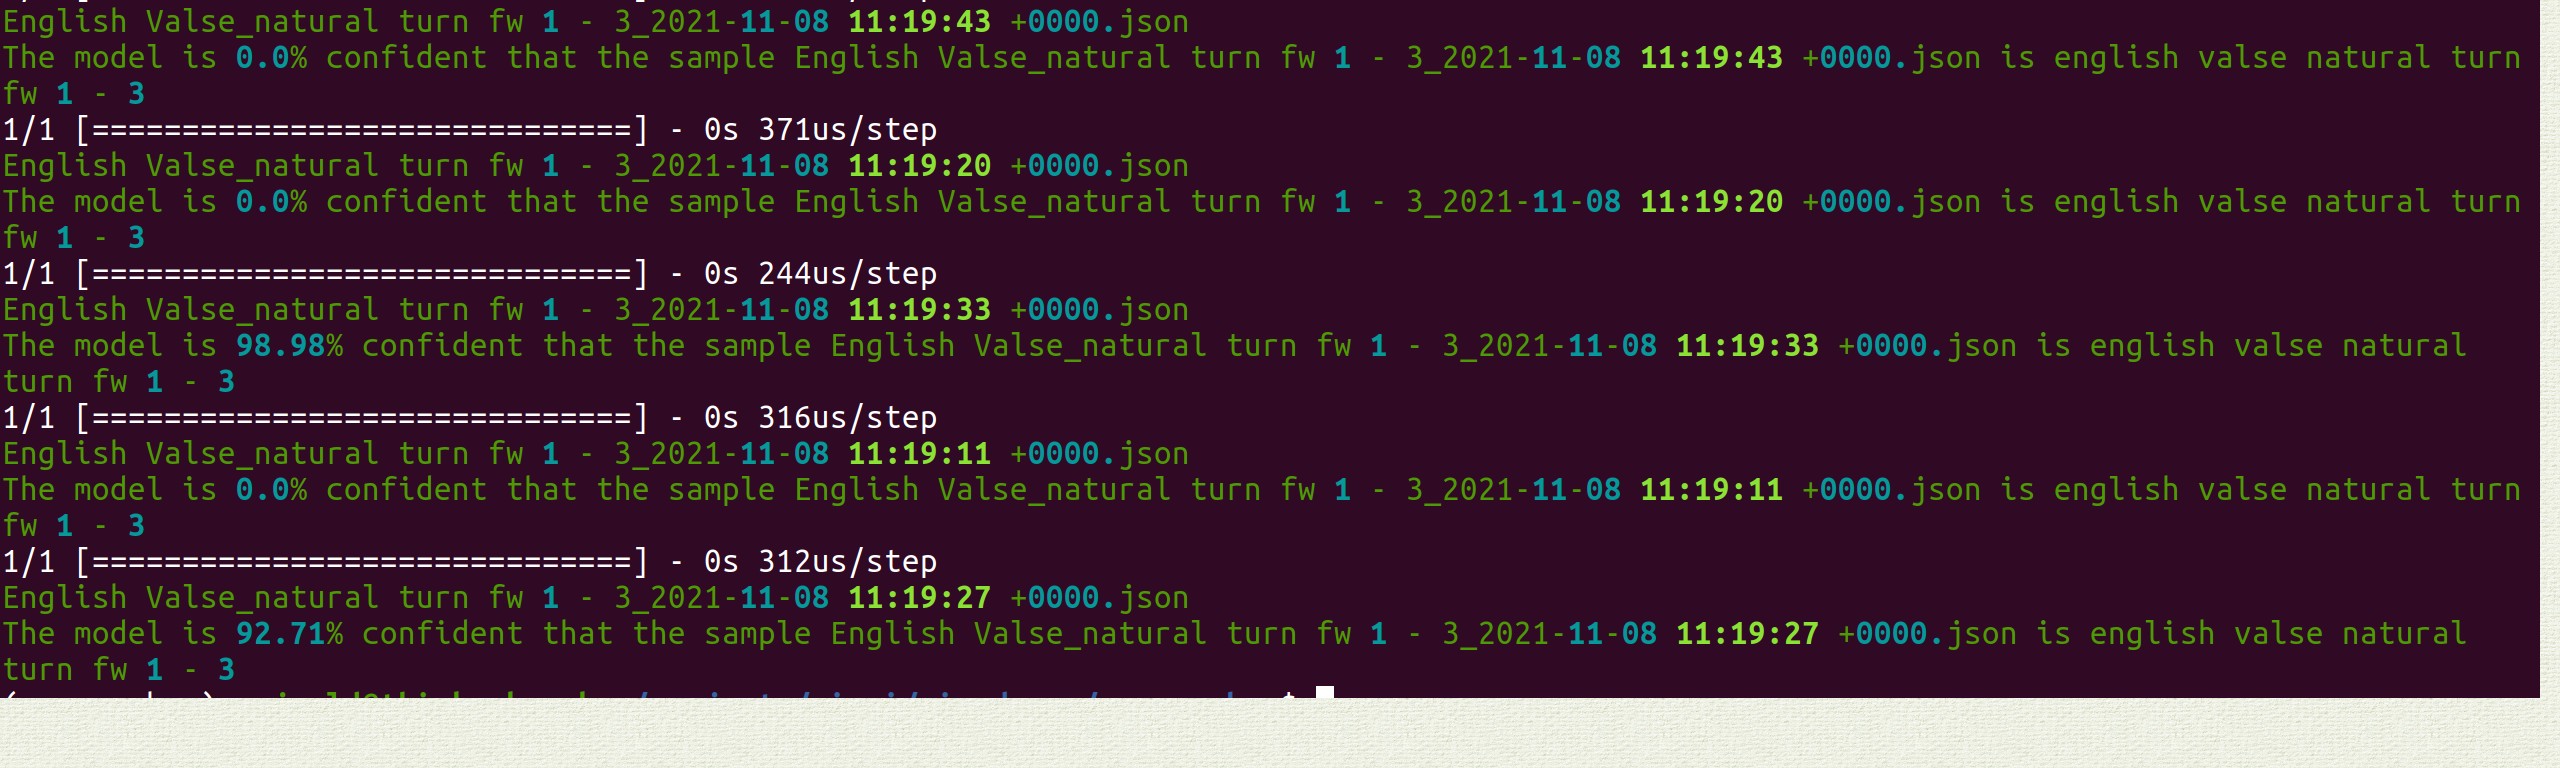 English Valse_natural turn fw 1 - 3_2021-11-08 11:19:43 +0000.json
The model is 0.0% confident that the sample English Valse_natural turn fw 1 - 3_2021-11-08 11:19:43 +0000.json is english valse natural turn
fw 1 - 3
1/1 [==============================] - 0s 371us/step
English Valse_natural turn fw 1 - 3_2021-11-08 11:19:20 +0000.json
The model is 0.0% confident that the sample English Valse_natural turn fw 1 - 3_2021-11-08 11:19:20 +0000.json is english valse natural turn
fw 1 - 3
1/1 [==============================] - 0s 244us/step
English Valse_natural turn fw 1 - 3_2021-11-08 11:19:33 +0000.json
The model is 98.98% confident that the sample English Valse_natural turn fw 1 - 3_2021-11-08 11:19:33 +0000.json is english valse natural
turn fw 1 - 3
1/1 [==============================] - 0s 316us/step
English Valse_natural turn fw 1 - 3_2021-11-08 11:19:11 +0000.json
The model is 0.0% confident that the sample English Valse_natural turn fw 1 - 3_2021-11-08 11:19:11 +0000.json is english valse natural turn
fw 1 - 3
1/1 [==============================] - 0s 312us/step
English Valse_natural turn fw 1 - 3_2021-11-08 11:19:27 +0000.json
The model is 92.71% confident that the sample English Valse_natural turn fw 1 - 3_2021-11-08 11:19:27 +0000.json is english valse natural
turn fw 1 - 3